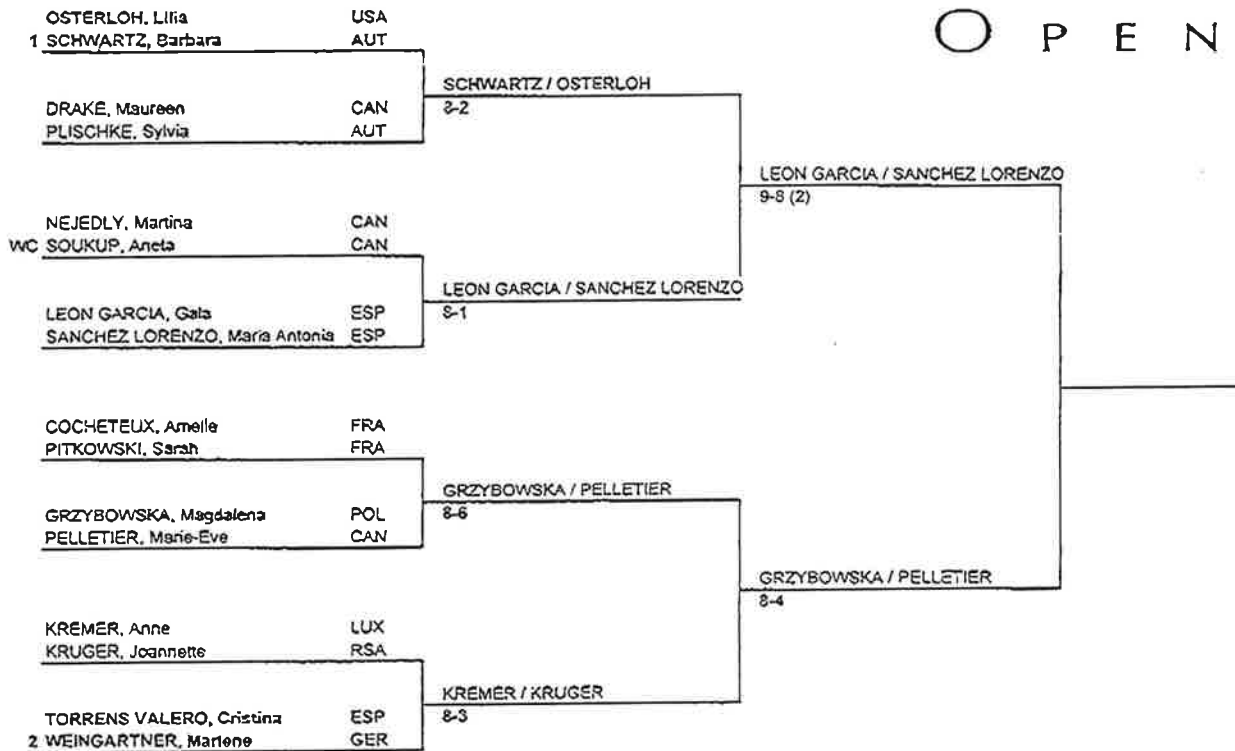 OPEN
OSTERLOH, Lilia USA
1 SCHWARTZ, Barbara AUT
SCHWARTZ / OSTERLOH
8-2
DRAKE, Maureen CAN
PLISCHKE, Sylvia AUT
LEON GARCIA / SANCHEZ LORENZO
9-8 (2)
NEJEDLY, Martina CAN
WC SOUKUP, Aneta CAN
LEON GARCIA / SANCHEZ LORENZO
8-1
LEON GARCIA, Gala ESP
SANCHEZ LORENZO, Maria Antonia ESP
COCHETEUX, Amelie FRA
PITKOWSKI, Sarah FRA
GRZYBOWSKA / PELLETIER
8-6
GRZYBOWSKA, Magdalena POL
PELLETIER, Marie-Eve CAN
GRZYBOWSKA / PELLETIER
8-4
KREMER, Anne LUX
KRUGER, Joannette RSA
KREMER / KRUGER
8-3
TORRENS VALERO, Cristina ESP
2 WEINGARTNER, Marlene GER